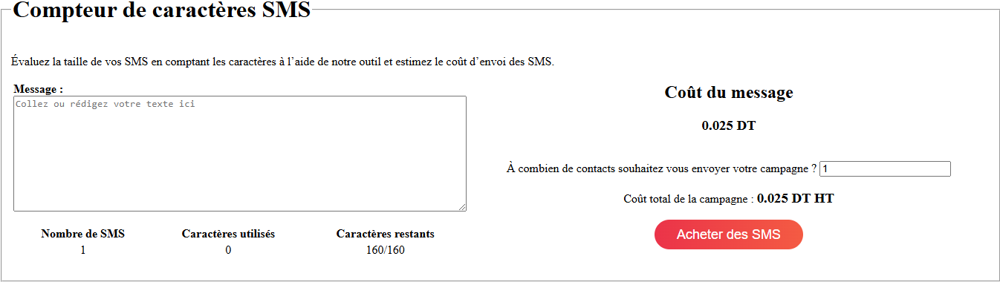 Compteur de caractères SMS
Évaluez la taille de vos SMS en comptant les caractères à l’aide de notre outil et estimez le coût d’envoi des SMS.
Message :
Collez ou rédigez votre texte ici
Nombre de SMS Caractères utilisés Caractères restants
1 0 160/160
Coût du message
0.025 DT
À combien de contacts souhaitez vous envoyer votre campagne ? 1
Coût total de la campagne : 0.025 DT HT
Acheter des SMS